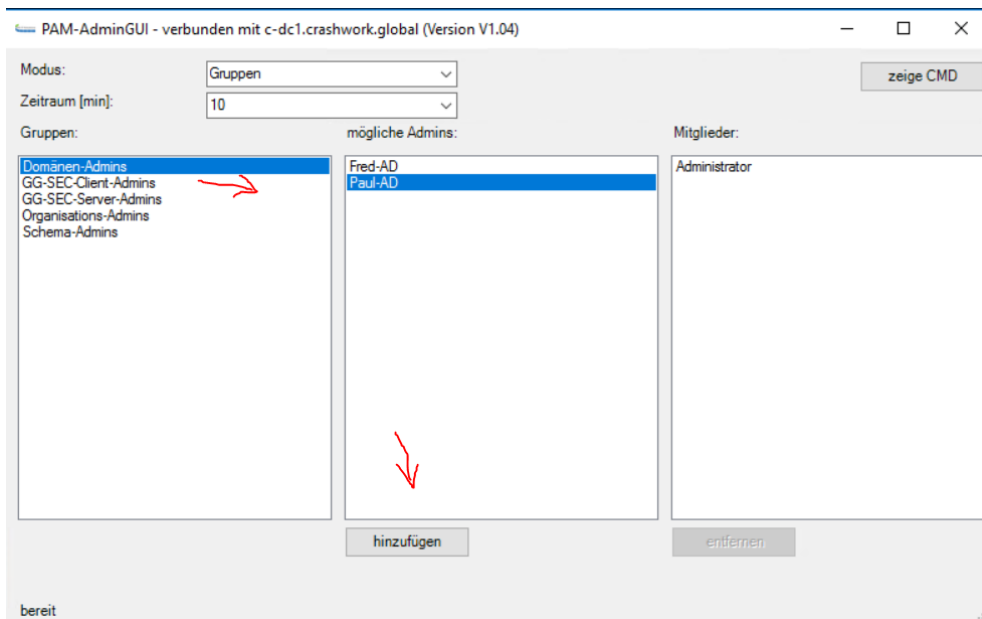 PAM-AdminGUI - verbunden mit c-dc1.crashwork.global (Version V1.04)
Modus:
Gruppen
zeige CMD
Zeitraum [min]:
10
Gruppen:
mögliche Admins:
Mitglieder:
Domänen-Admins
GG-SEC-Client-Admins
GG-SEC-Server-Admins
Organisations-Admins
Schema-Admins
Fred-AD
Paul-AD
Administrator
hinzufügen
entfernen
bereit